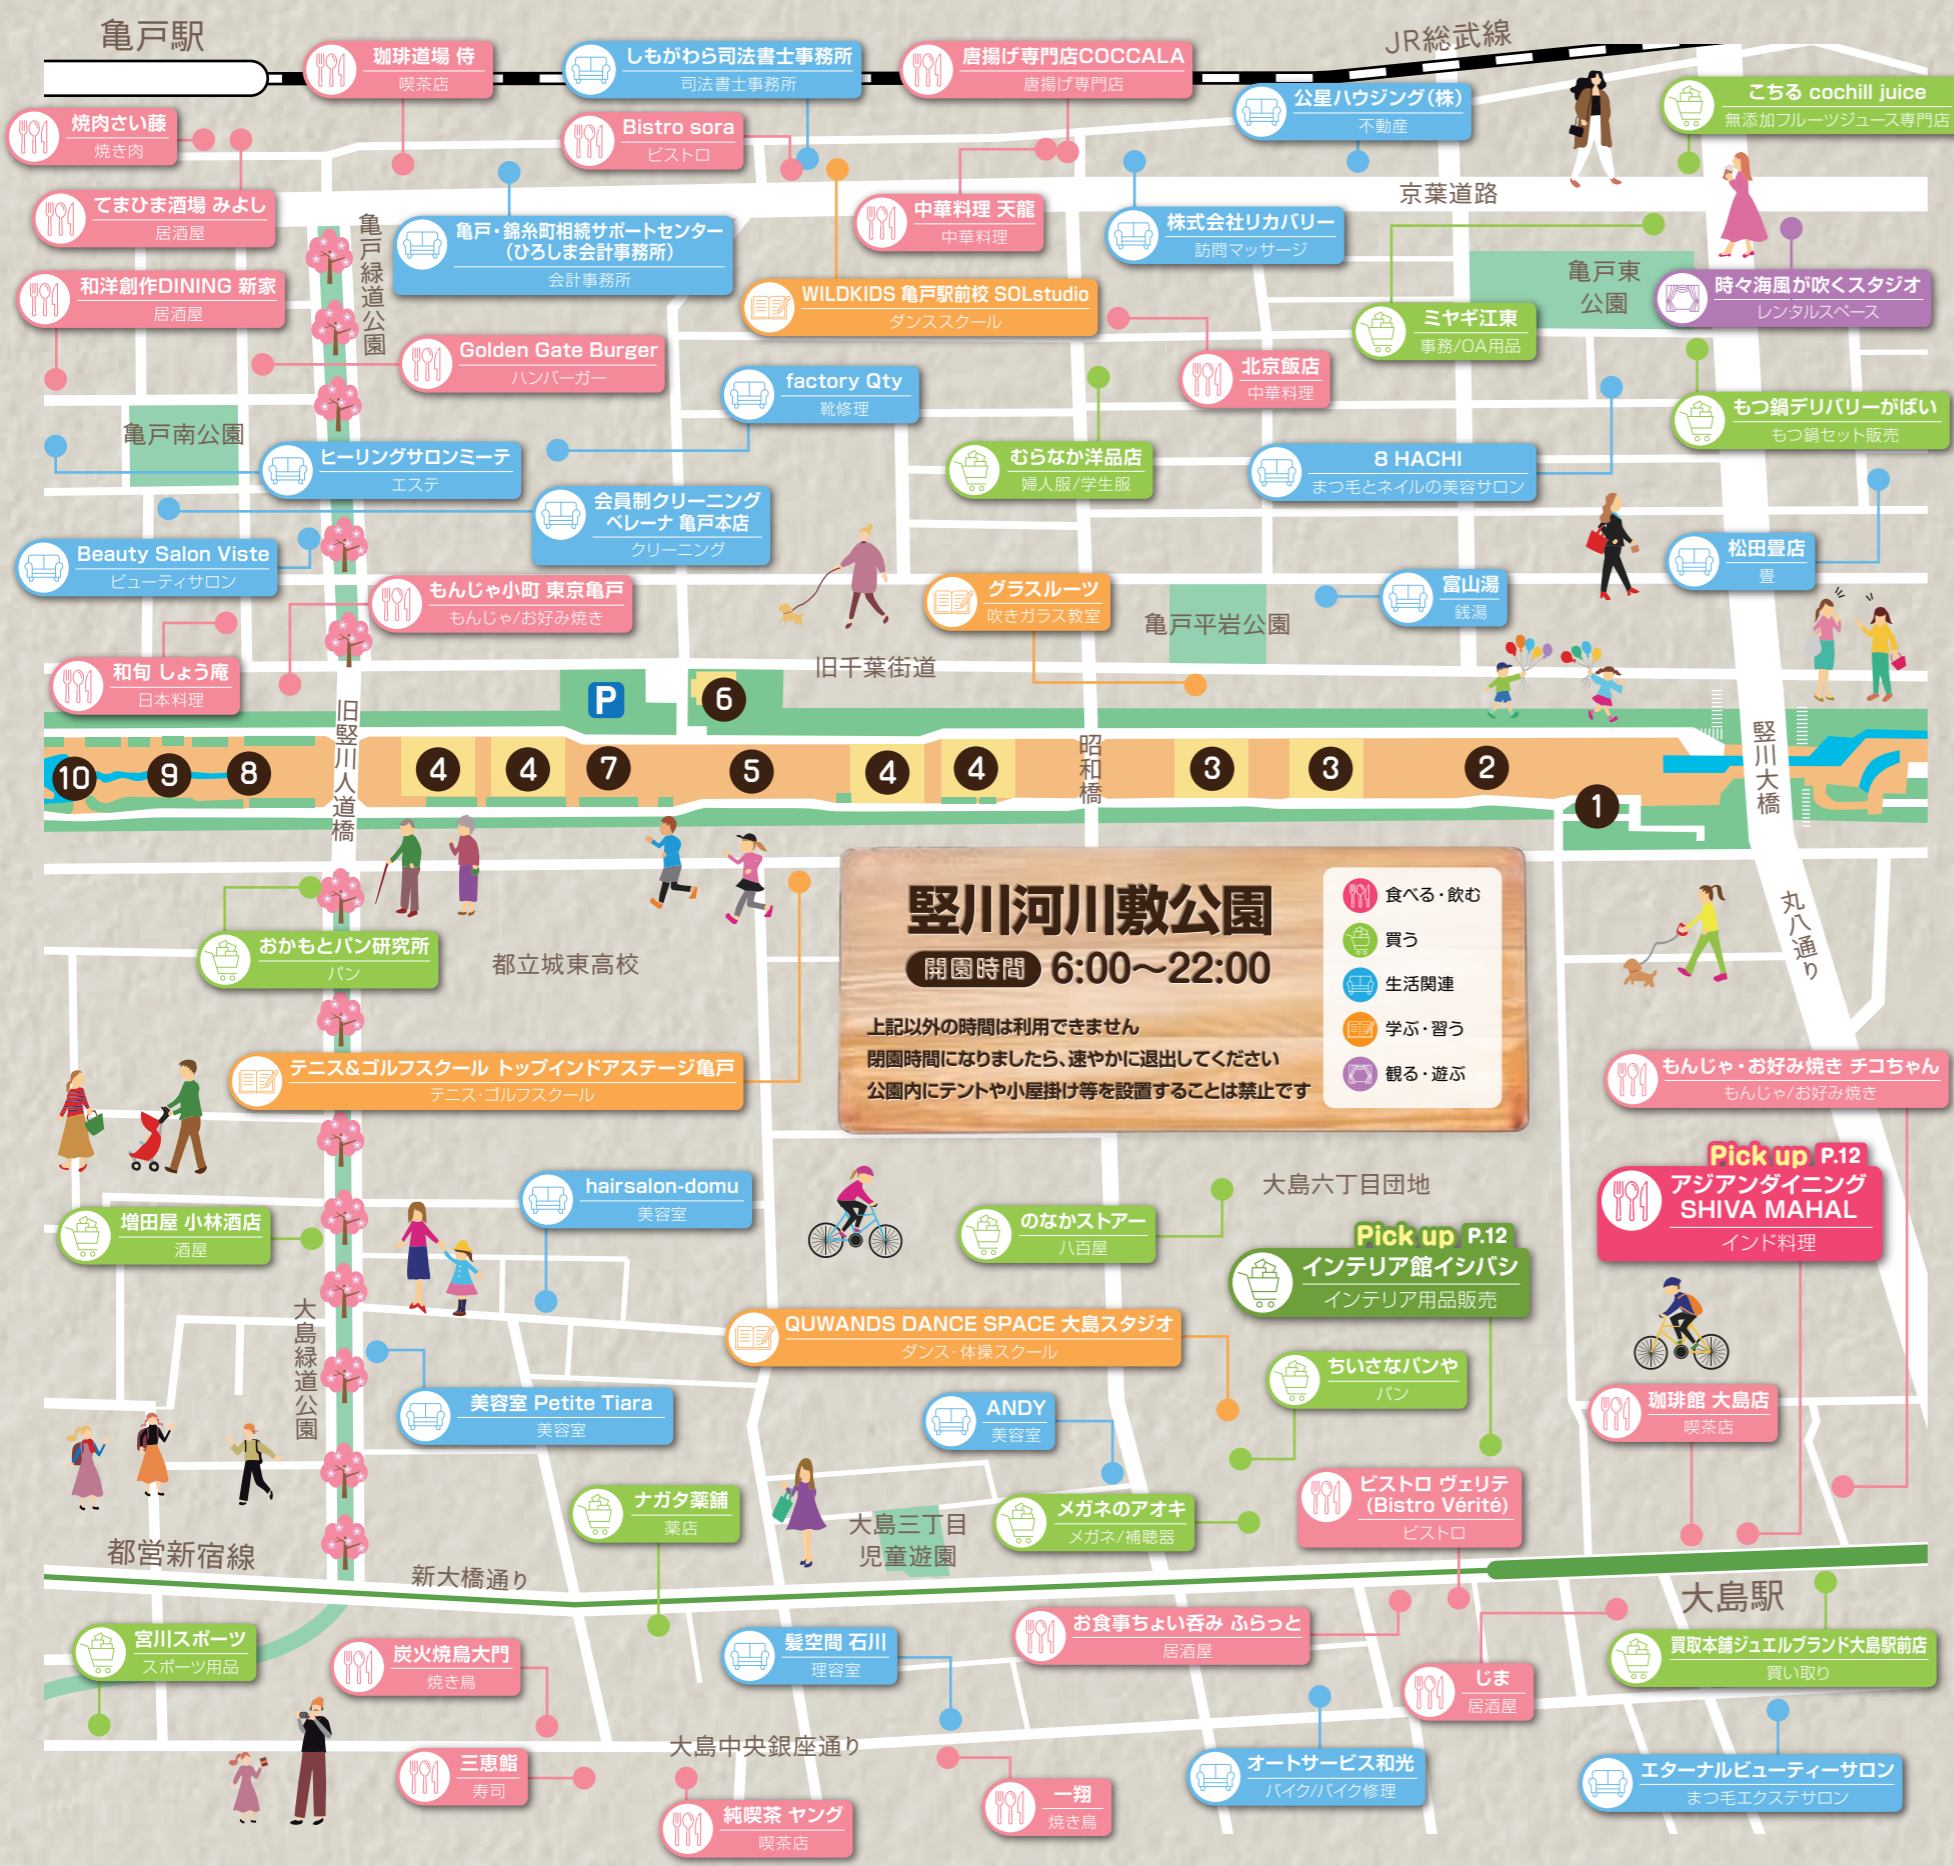 亀戸駅
JR総武線
珈琲道場 侍
喫茶店
しもがわら司法書士事務所
司法書士事務所
唐揚げ専門店COCCALA
唐揚げ専門店
公星ハウジング(株)
不動産
こちる cochill juice
無添加フルーツジュース専門店
焼肉さい藤
焼き肉
Bistro sora
ビストロ
てまひま酒場 みよし
居酒屋
亀戸緑道公園
亀戸・錦糸町相続サポートセンター
(ひろしま会計事務所)
会計事務所
中華料理 天龍
中華料理
株式会社リカバリー
訪問マッサージ
京葉道路
亀戸東
公園
和洋創作DINING 新家
居酒屋
WILDKIDS 亀戸駅前校 SOLstudio
ダンススクール
時々海風が吹くスタジオ
レンタルスペース
ミヤギ江東
事務/OA用品
Golden Gate Burger
ハンバーガー
北京飯店
中華料理
factory Qty
靴修理
もつ鍋デリバリーがばい
もつ鍋セット販売
亀戸南公園
ヒーリングサロンミーテ
エステ
むらなか洋品店
婦人服/学生服
8 HACHI
まつ毛とネイルの美容サロン
会員制クリーニング
ベレーナ 亀戸本店
クリーニング
Beauty Salon Viste
ビューティサロン
松田畳店
畳
もんじゃ小町 東京亀戸
もんじゃ/お好み焼き
グラスルーツ
吹きガラス教室
亀戸平岩公園
富山湯
銭湯
和旬 しょう庵
日本料理
旧千葉街道
P
6
旧竪川人道橋
昭和橋
竪川大橋
10
9
8
4
4
7
5
4
4
3
3
2
1
竪川河川敷公園
開園時間 6:00〜22:00
上記以外の時間は利用できません
閉園時間になりましたら、速やかに退出してください
公園内にテントや小屋掛け等を設置することは禁止です
食べる・飲む
買う
生活関連
学ぶ・習う
観る・遊ぶ
丸八通り
おかもとパン研究所
パン
都立城東高校
テニス&ゴルフスクール トップインドアステージ亀戸
テニス・ゴルフスクール
もんじゃ・お好み焼き チコちゃん
もんじゃ/お好み焼き
Pick up P.12
アジアンダイニング
SHIVA MAHAL
インド料理
hairsalon-domu
美容室
大島六丁目団地
増田屋 小林酒店
酒屋
のなかストアー
八百屋
Pick up P.12
インテリア館イシバシ
インテリア用品販売
大島緑道公園
QUWANDS DANCE SPACE 大島スタジオ
ダンス・体操スクール
ちいさなパンや
パン
美容室 Petite Tiara
美容室
ANDY
美容室
珈琲館 大島店
喫茶店
ナガタ薬舗
薬店
メガネのアオキ
メガネ/補聴器
ビストロ ヴェリテ
(Bistro Vérité)
ビストロ
大島三丁目
児童遊園
都営新宿線
新大橋通り
大島駅
宮川スポーツ
スポーツ用品
炭火焼鳥大門
焼き鳥
髪空間 石川
理容室
お食事ちょい呑み ふらっと
居酒屋
買取本舗ジュエルブランド大島駅前店
買い取り
じま
居酒屋
大島中央銀座通り
三恵鮨
寿司
純喫茶 ヤング
喫茶店
一翔
焼き鳥
オートサービス和光
バイク/バイク修理
エターナルビューティーサロン
まつ毛エクステサロン